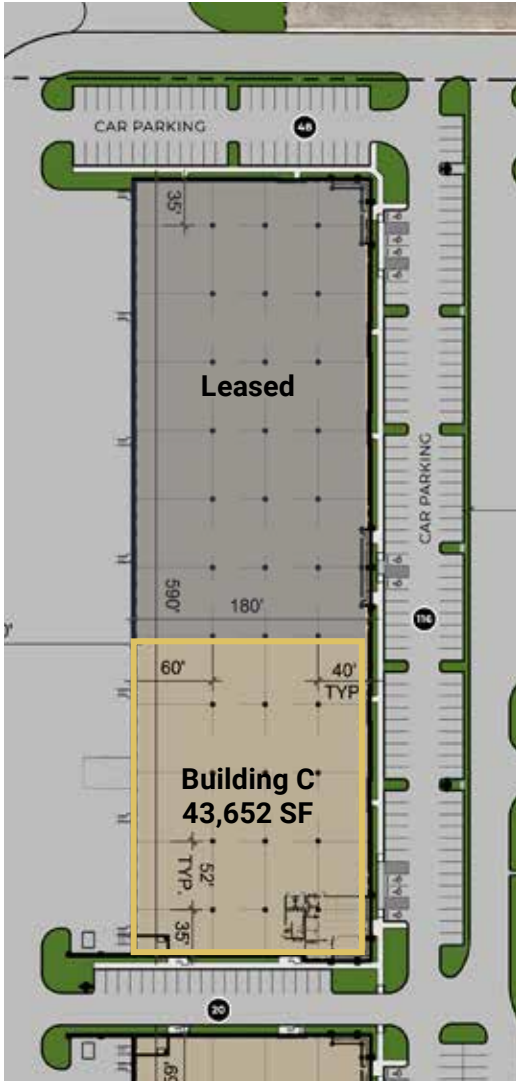 CAR PARKING
46
35'
Leased
CAR PARKING
590'
180'
116
60'
40'
TYP
Building C
43,652 SF
52'
TYP.
35'
20